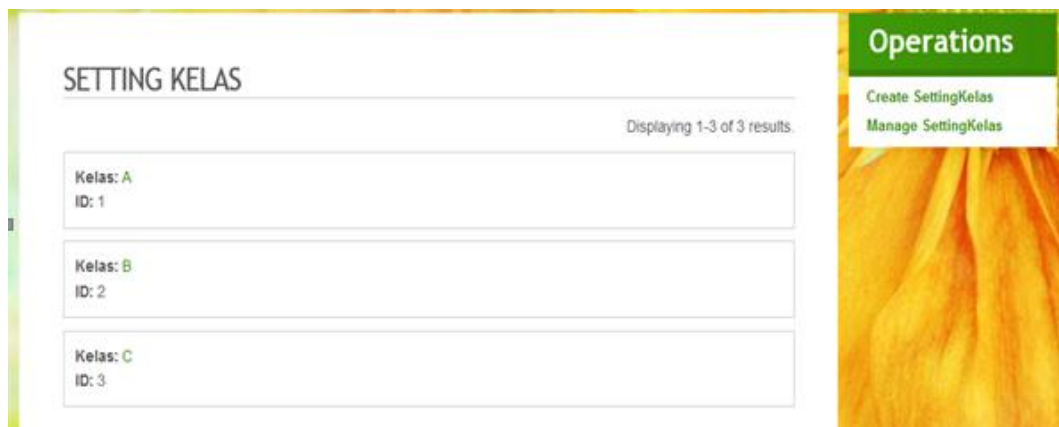 SETTING KELAS
Displaying 1-3 of 3 results.
Kelas: A
ID: 1
Kelas: B
ID: 2
Kelas: C
ID: 3
Operations
Create SettingKelas
Manage SettingKelas